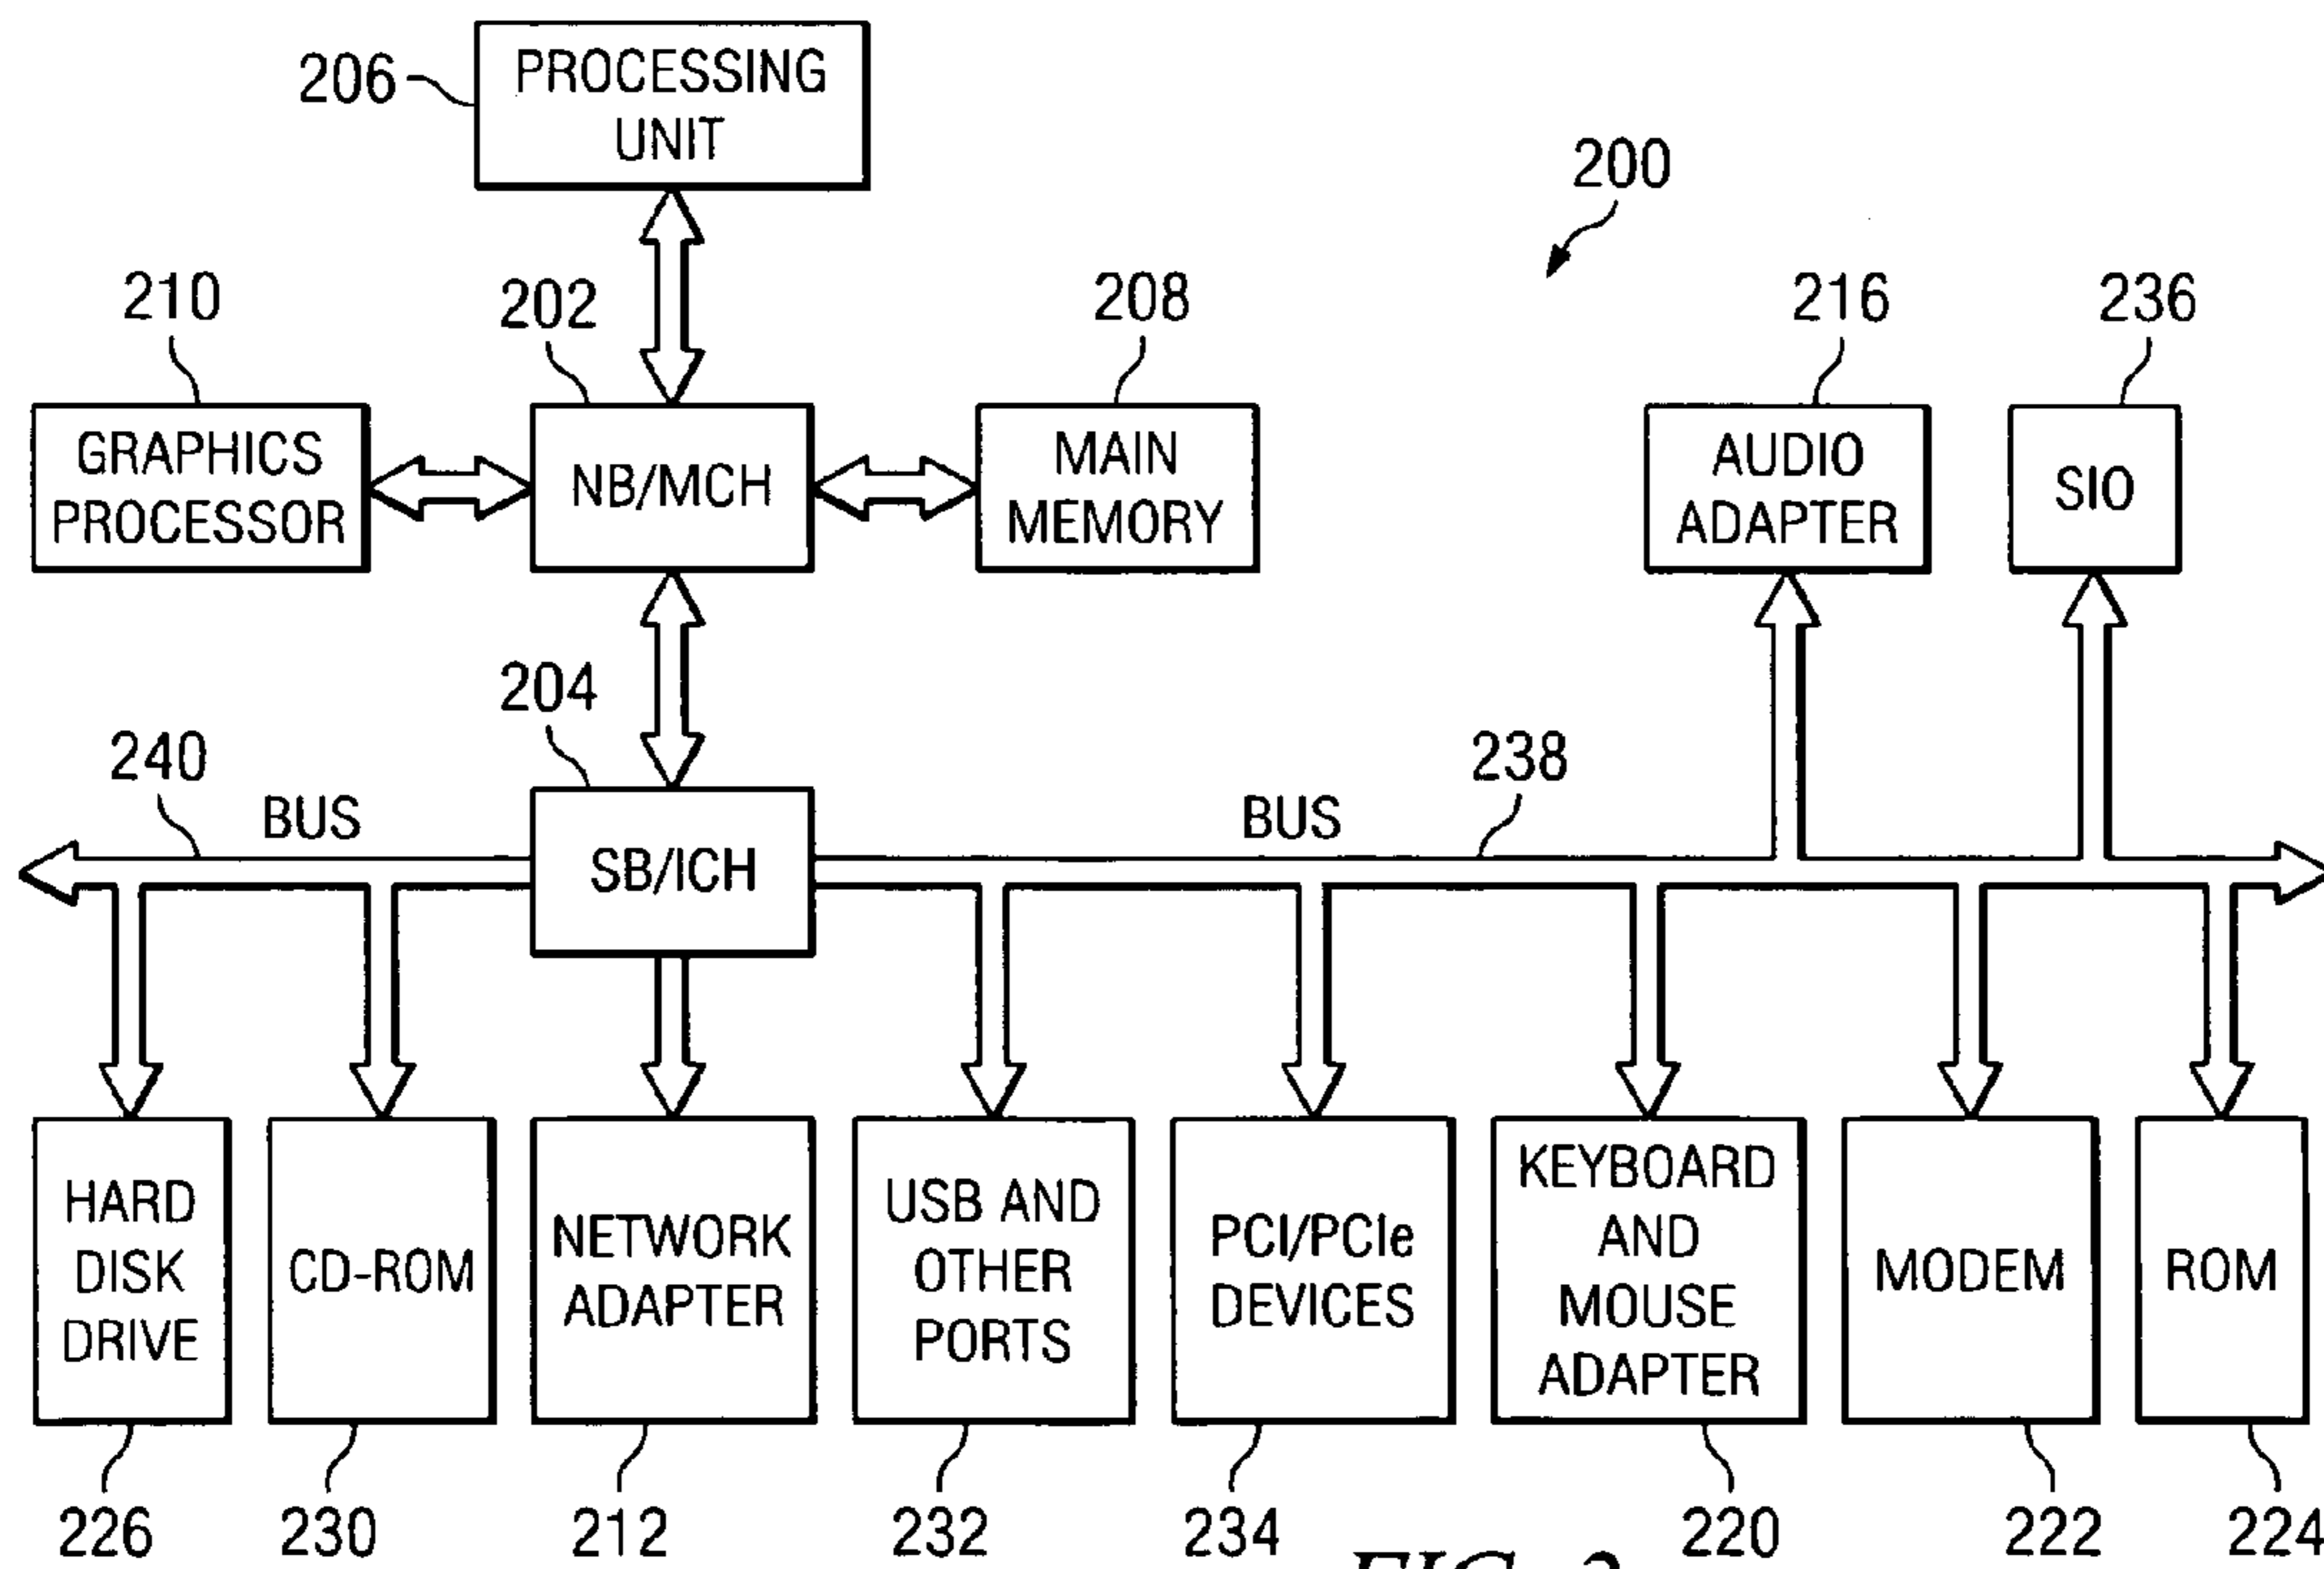 PROCESSING
UNIT
206
200
210
202
208
216
236
GRAPHICS
PROCESSOR
NB/MCH
MAIN
MEMORY
AUDIO
ADAPTER
SIO
204
240
BUS
BUS
238
SB/ICH
HARD
DISK
DRIVE
CD-ROM
NETWORK
ADAPTER
USB AND
OTHER
PORTS
PCI/PCIe
DEVICES
KEYBOARD
AND
MOUSE
ADAPTER
MODEM
ROM
226
230
212
232
234
220
222
224